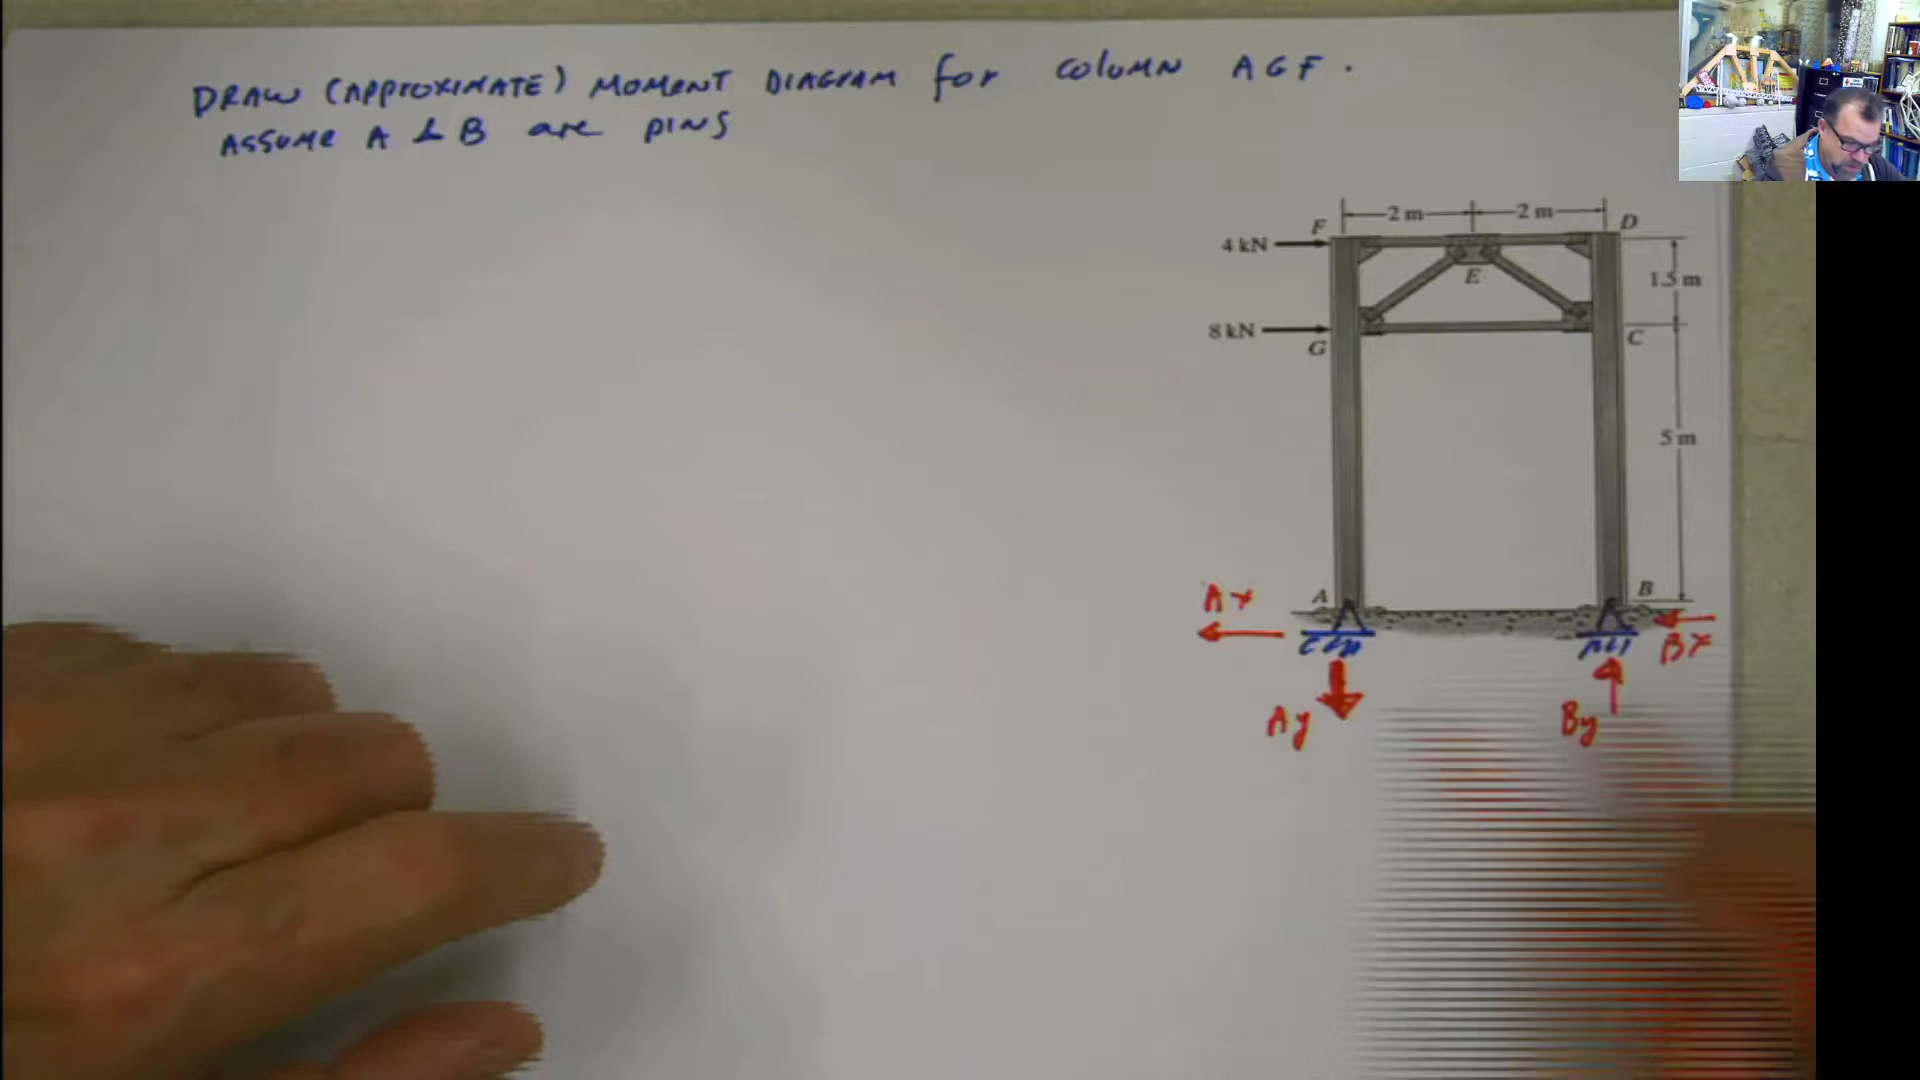 DRAW (APPROXIMATE) MOMENT DIAGRAM for COLUMN AGF.
ASSUME A & B are PINS
2 m 2 m
F D
4 kN
E
1.5 m
8 kN
G C
5 m
A B
Ax
Bx
Ay By